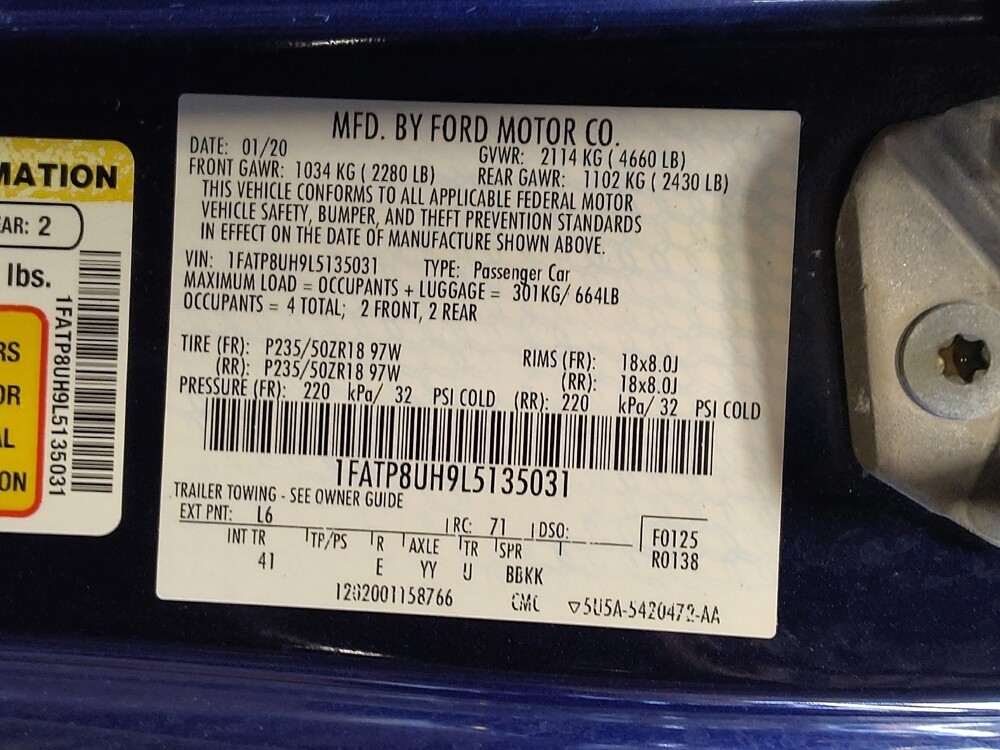 MATION
EAR: 2
lbs.
1FATP8UH9L5135031
RS
OR
AL
ON
MFD. BY FORD MOTOR CO.
DATE: 01/20 GVWR: 2114 KG ( 4660 LB)
FRONT GAWR: 1034 KG ( 2280 LB) REAR GAWR: 1102 KG ( 2430 LB)
THIS VEHICLE CONFORMS TO ALL APPLICABLE FEDERAL MOTOR
VEHICLE SAFETY, BUMPER, AND THEFT PREVENTION STANDARDS
IN EFFECT ON THE DATE OF MANUFACTURE SHOWN ABOVE.
VIN: 1FATP8UH9L5135031 TYPE: Passenger Car
MAXIMUM LOAD = OCCUPANTS + LUGGAGE = 301KG/ 664LB
OCCUPANTS = 4 TOTAL; 2 FRONT, 2 REAR
TIRE (FR): P235/50ZR18 97W RIMS (FR): 18x8.0J
(RR): P235/50ZR18 97W (RR): 18x8.0J
PRESSURE (FR): 220 kPa/ 32 PSI COLD (RR): 220 kPa/ 32 PSI COLD
1FATP8UH9L5135031
TRAILER TOWING - SEE OWNER GUIDE
EXT PNT: L6 RC: 71 DSO:
INT TR TP/PS R AXLE TR SPR F0125
41 E YY U BBKK R0138
1202001158766 CMC ▽5U5A-5420472-AA